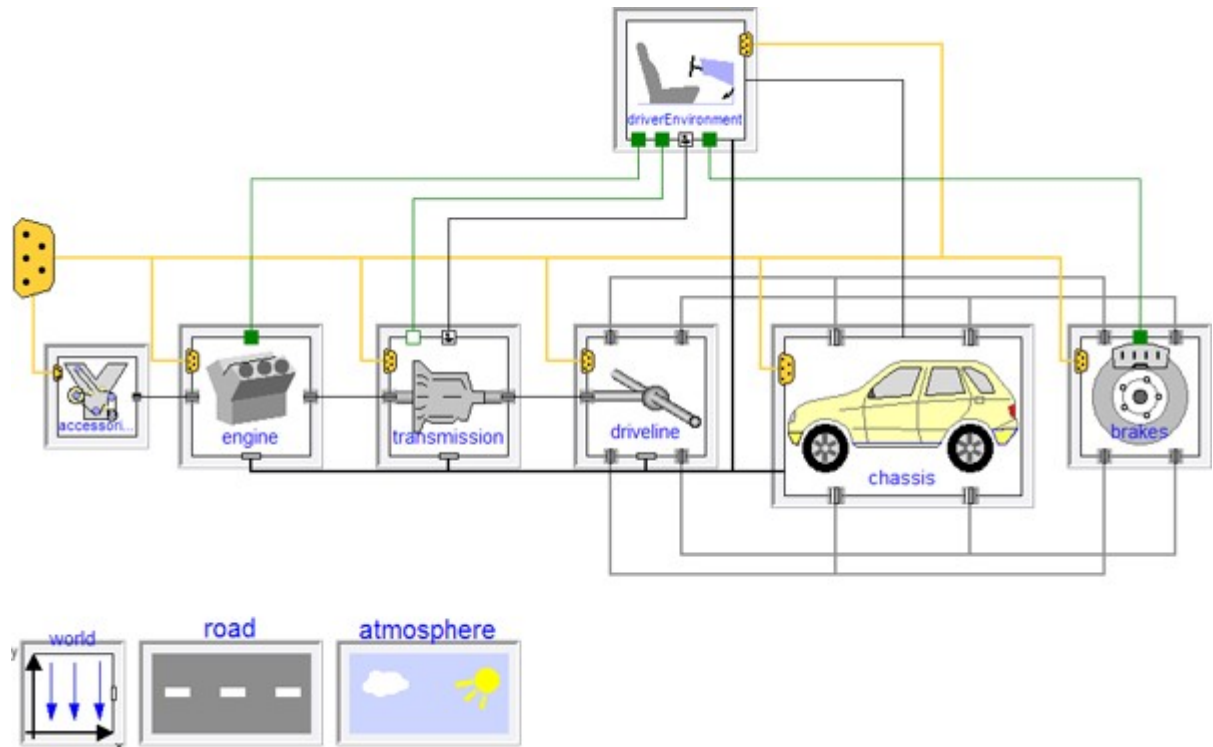 driverEnvironment
accessori...
engine
transmission
driveline
chassis
brakes
world
road
atmosphere
y
x